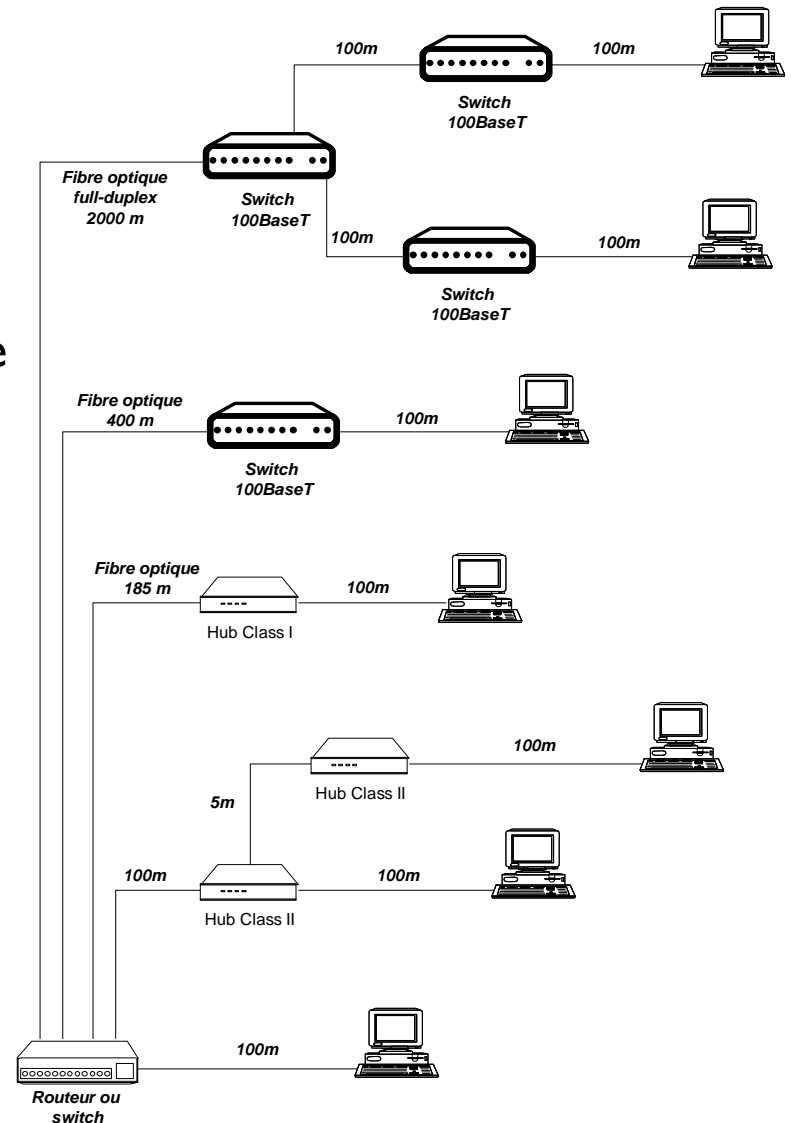 100m
100m
Switch
100BaseT
Fibre optique
full-duplex
2000 m
Switch
100BaseT
100m
100m
Switch
100BaseT
e
Fibre optique
400 m
100m
Switch
100BaseT
Fibre optique
185 m
100m
Hub Class I
100m
Hub Class II
5m
100m
100m
Hub Class II
100m
Routeur ou
switch